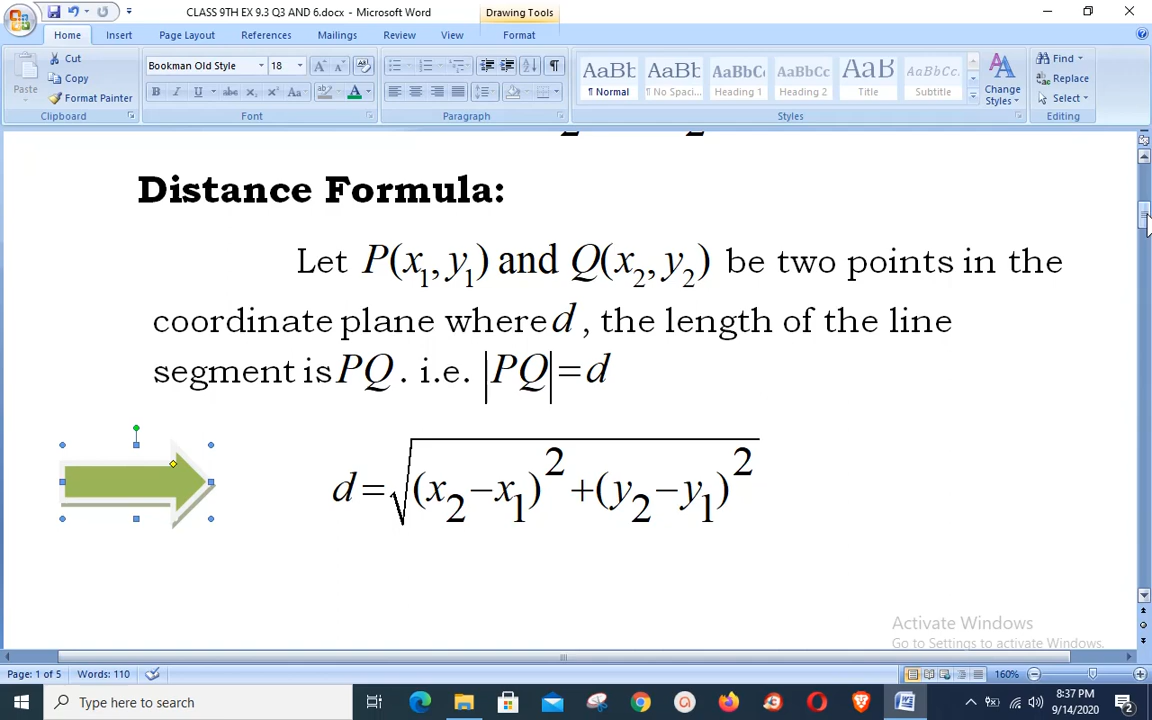 CLASS 9TH EX 9.3 Q3 AND 6.docx - Microsoft Word
Drawing Tools
Home Insert Page Layout References Mailings Review View Format
Cut
Copy
Format Painter
Paste
Clipboard
Bookman Old Style 18
Font
Paragraph
AaBbCc AaBbCc AaBbCc AaBbCc AaB AaBbCc.
¶ Normal ¶ No Spaci... Heading 1 Heading 2 Title Subtitle
Styles
Change Styles
Find
Replace
Select
Editing
Distance Formula:
Let P(x₁, y₁) and Q(x₂, y₂) be two points in the
coordinate plane where d , the length of the line
segment is PQ . i.e. |PQ| = d
d = √((x₂ − x₁)² + (y₂ − y₁)²)
Activate Windows
Go to Settings to activate Windows.
Page: 1 of 5 Words: 110 160%
Type here to search
8:37 PM
9/14/2020
2